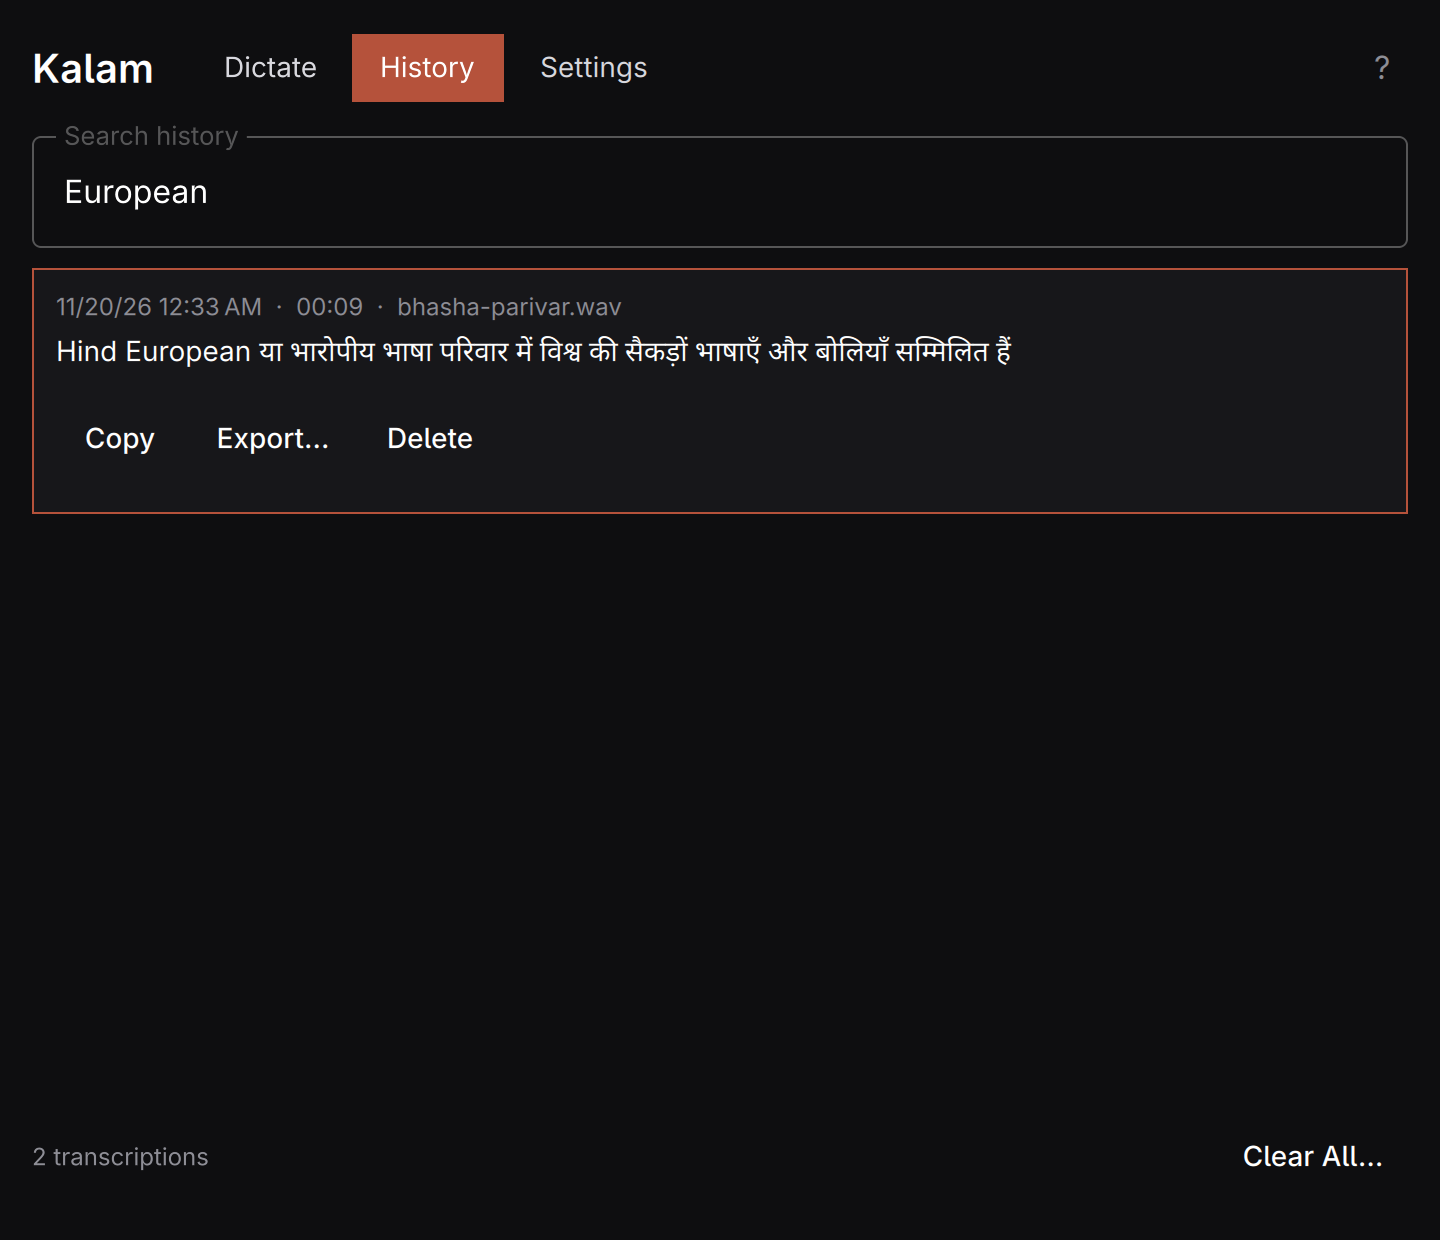 Kalam Dictate History Settings ?
Search history
European
11/20/26 12:33 AM · 00:09 · bhasha-parivar.wav
Hind European या भारोपीय भाषा परिवार में विश्व की सैकड़ों भाषाएँ और बोलियाँ सम्मिलित हैं
Copy Export... Delete
2 transcriptions Clear All...